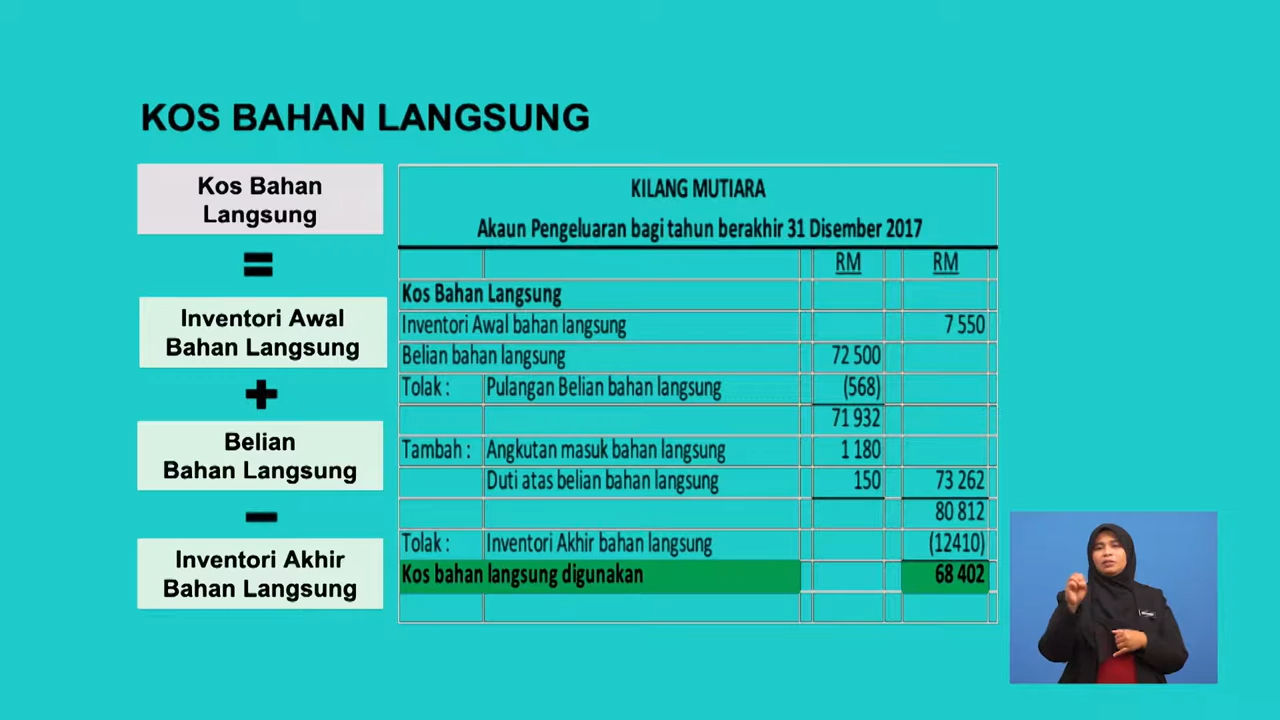 KOS BAHAN LANGSUNG
Kos Bahan
Langsung
=
Inventori Awal
Bahan Langsung
+
Belian
Bahan Langsung
-
Inventori Akhir
Bahan Langsung
KILANG MUTIARA
Akaun Pengeluaran bagi tahun berakhir 31 Disember 2017
RM RM
Kos Bahan Langsung
Inventori Awal bahan langsung 7 550
Belian bahan langsung 72 500
Tolak : Pulangan Belian bahan langsung (568)
71 932
Tambah : Angkutan masuk bahan langsung 1 180
Duti atas belian bahan langsung 150 73 262
80 812
Tolak : Inventori Akhir bahan langsung (12410)
Kos bahan langsung digunakan 68 402